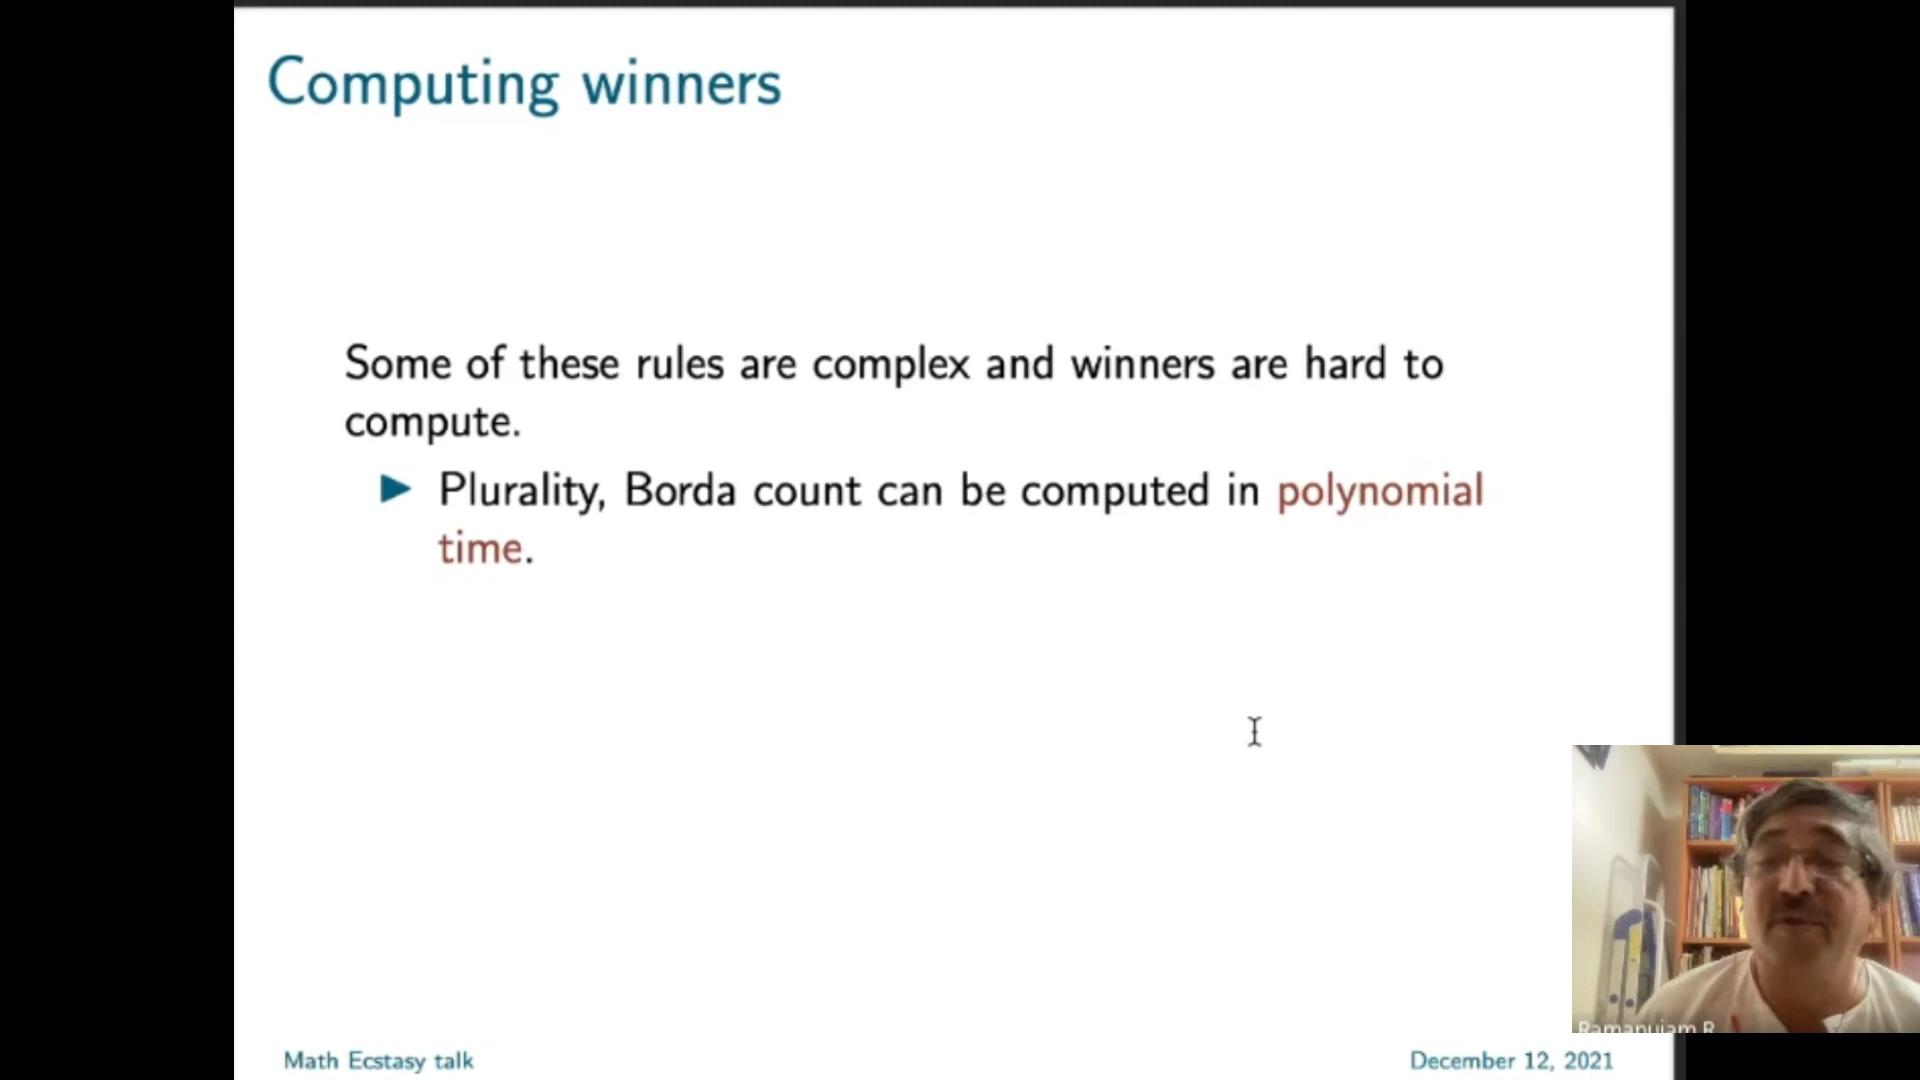 Computing winners
Some of these rules are complex and winners are hard to
compute.
▶ Plurality, Borda count can be computed in polynomial
time.
Ramanujam R
Math Ecstasy talk
December 12, 2021